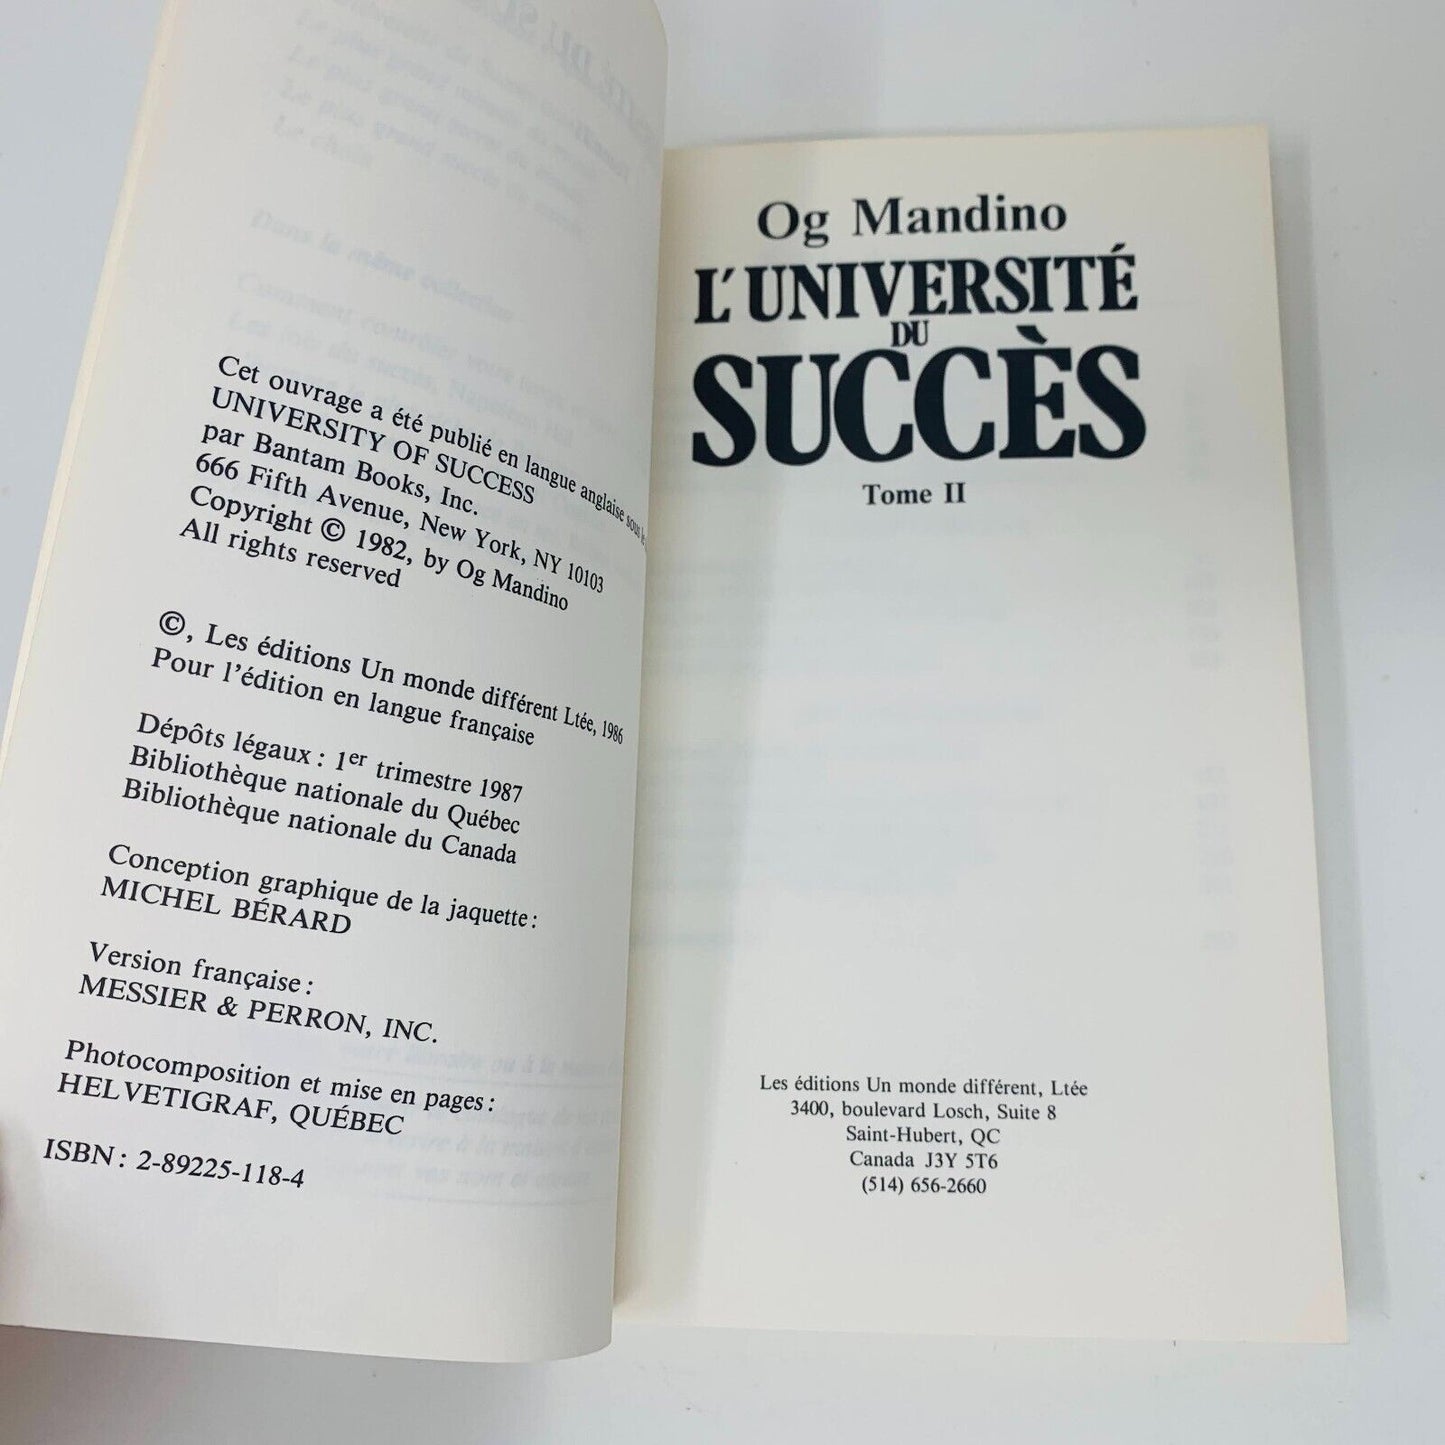 Cet ouvrage a été publié en langue anglaise sous le
UNIVERSITY OF SUCCESS
par Bantam Books, Inc.
666 Fifth Avenue, New York, NY 10103
Copyright © 1982, by Og Mandino
All rights reserved
©, Les éditions Un monde différent Ltée, 1986
Pour l'édition en langue française
Dépôts légaux : 1er trimestre 1987
Bibliothèque nationale du Québec
Bibliothèque nationale du Canada
Conception graphique de la jaquette :
MICHEL BÉRARD
Version française :
MESSIER & PERRON, INC.
Photocomposition et mise en pages :
HELVETIGRAF, QUÉBEC
ISBN : 2-89225-118-4
Og Mandino
L'UNIVERSITÉ
DU
SUCCÈS
Tome II
Les éditions Un monde différent, Ltée
3400, boulevard Losch, Suite 8
Saint-Hubert, QC
Canada J3Y 5T6
(514) 656-2660